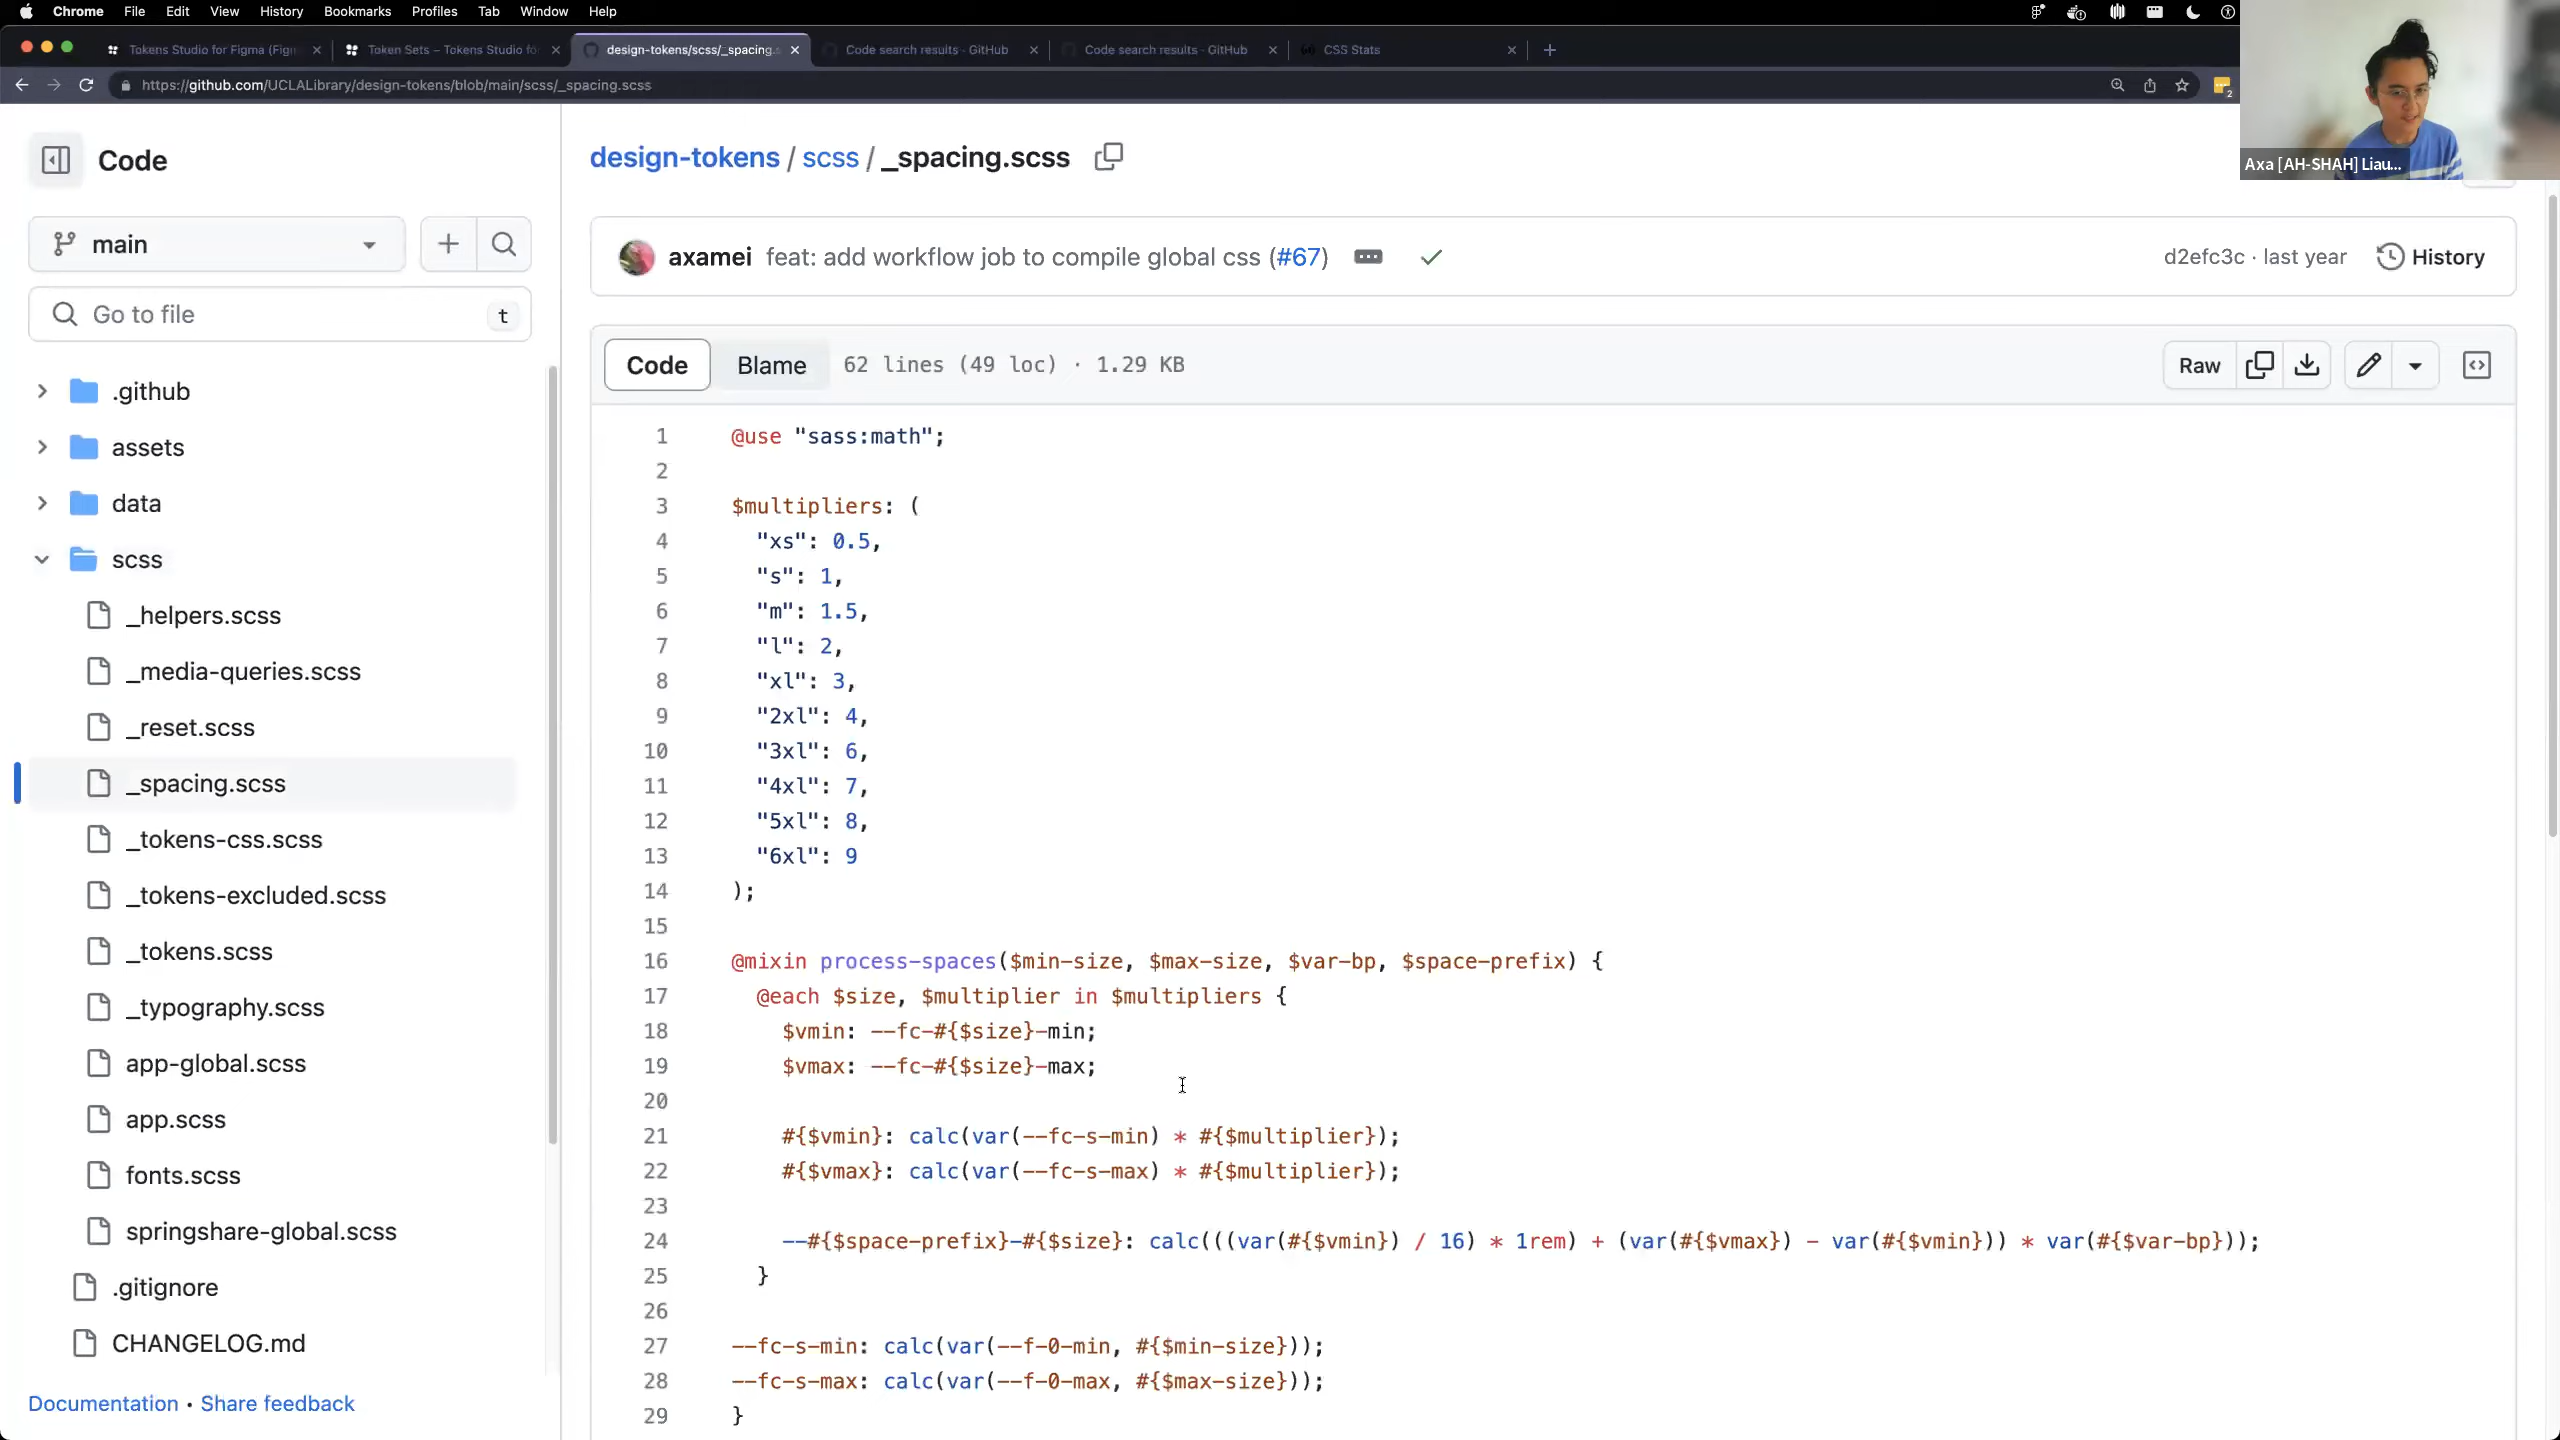 Chrome File Edit View History Bookmarks Profiles Tab Window Help
Tokens Studio for Figma (Figm
Token Sets – Tokens Studio fo
design-tokens/scss/_spacing.s
Code search results · GitHub
Code search results · GitHub
CSS Stats
https://github.com/UCLALibrary/design-tokens/blob/main/scss/_spacing.scss
2
Axa [AH-SHAH] Liau...
Code
main
Go to file
t
.github
assets
data
scss
_helpers.scss
_media-queries.scss
_reset.scss
_spacing.scss
_tokens-css.scss
_tokens-excluded.scss
_tokens.scss
_typography.scss
app-global.scss
app.scss
fonts.scss
springshare-global.scss
.gitignore
CHANGELOG.md
Documentation • Share feedback
design-tokens / scss / _spacing.scss
axamei feat: add workflow job to compile global css (#67)
d2efc3c · last year
History
Code Blame 62 lines (49 loc) · 1.29 KB
Raw
1 @use "sass:math";
2
3 $multipliers: (
4 "xs": 0.5,
5 "s": 1,
6 "m": 1.5,
7 "l": 2,
8 "xl": 3,
9 "2xl": 4,
10 "3xl": 6,
11 "4xl": 7,
12 "5xl": 8,
13 "6xl": 9
14 );
15
16 @mixin process-spaces($min-size, $max-size, $var-bp, $space-prefix) {
17 @each $size, $multiplier in $multipliers {
18 $vmin: --fc-#{$size}-min;
19 $vmax: --fc-#{$size}-max;
20
21 #{$vmin}: calc(var(--fc-s-min) * #{$multiplier});
22 #{$vmax}: calc(var(--fc-s-max) * #{$multiplier});
23
24 --#{$space-prefix}-#{$size}: calc(((var(#{$vmin}) / 16) * 1rem) + (var(#{$vmax}) - var(#{$vmin})) * var(#{$var-bp}));
25 }
26
27 --fc-s-min: calc(var(--f-0-min, #{$min-size}));
28 --fc-s-max: calc(var(--f-0-max, #{$max-size}));
29 }